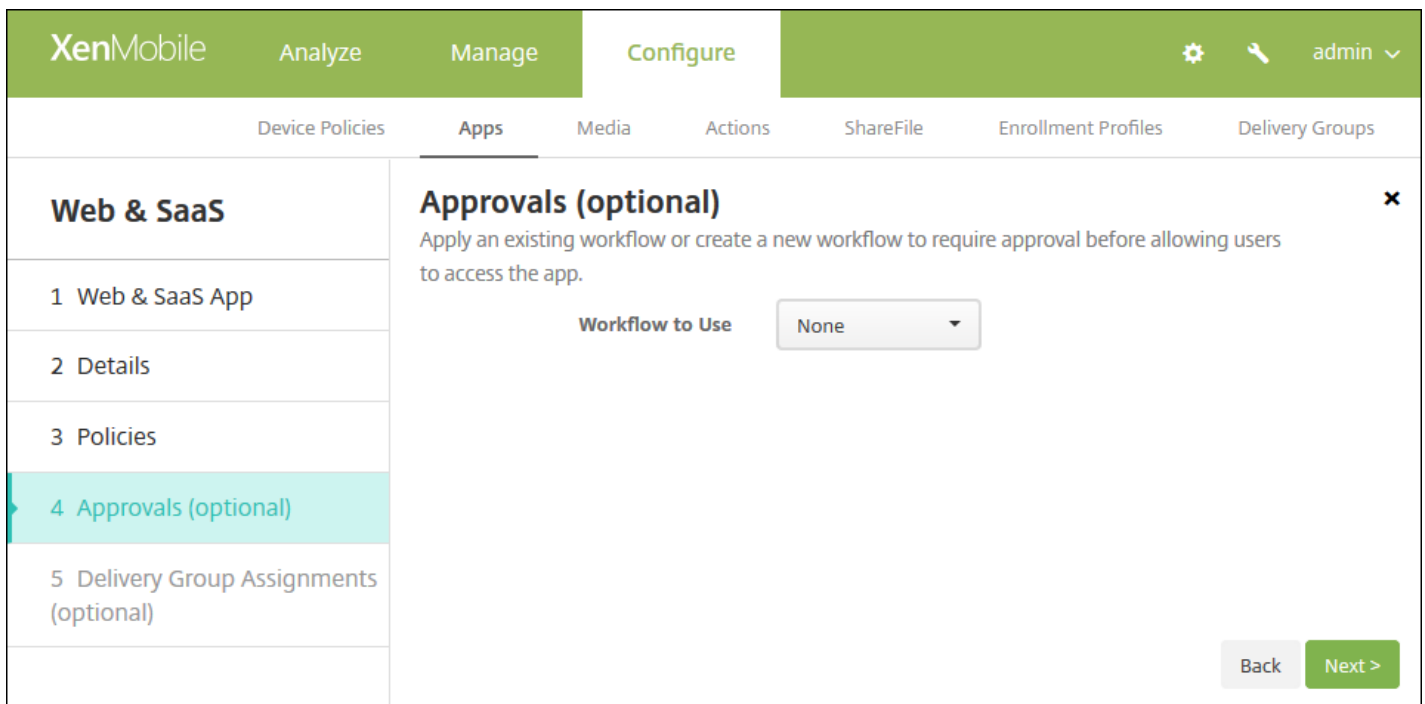 XenMobile Analyze Manage Configure admin
Device Policies Apps Media Actions ShareFile Enrollment Profiles Delivery Groups
Web & SaaS
1 Web & SaaS App
2 Details
3 Policies
4 Approvals (optional)
5 Delivery Group Assignments
(optional)
Approvals (optional)
Apply an existing workflow or create a new workflow to require approval before allowing users
to access the app.
Workflow to Use None
Back Next >